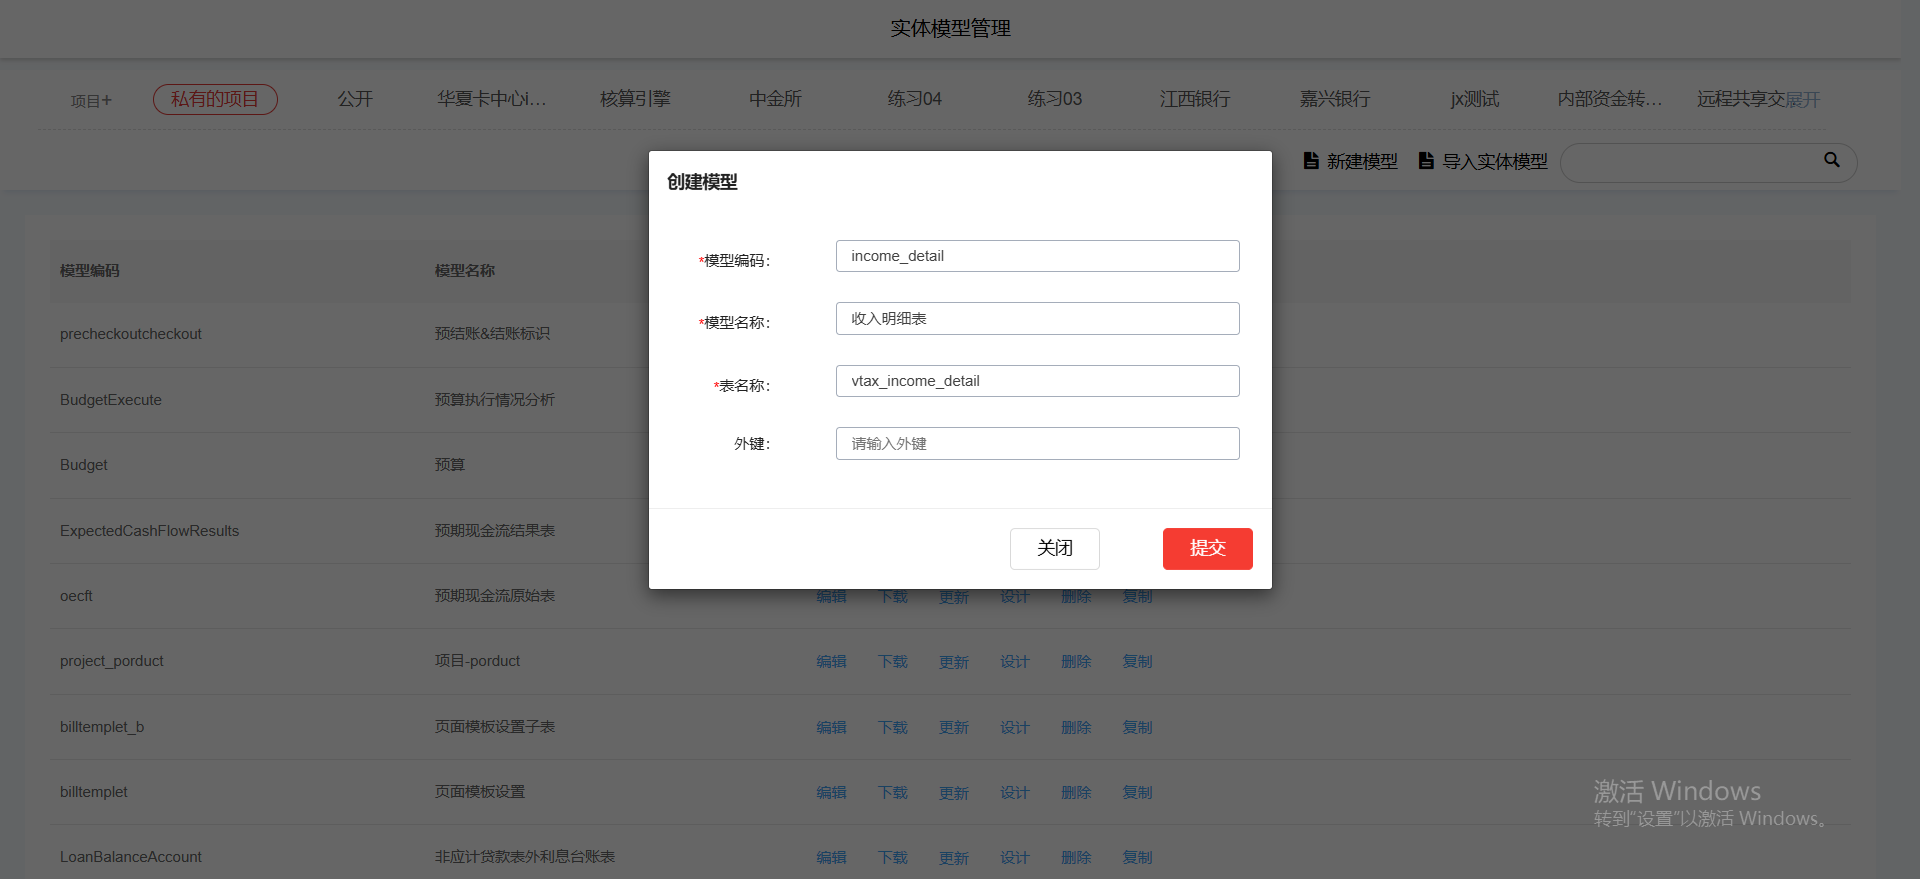 实体模型管理
项目+ 私有的项目 公开 华夏卡中心i... 核算引擎 中金所 练习04 练习03 江西银行 嘉兴银行 jx测试 内部资金转... 远程共享交展开
新建模型 导入实体模型
创建模型
*模型编码： income_detail
*模型名称： 收入明细表
*表名称： vtax_income_detail
外键： 请输入外键
关闭 提交
模型编码 模型名称
precheckoutcheckout 预结账&结账标识
BudgetExecute 预算执行情况分析
Budget 预算
ExpectedCashFlowResults 预期现金流结果表
oecft 预期现金流原始表 编辑 下载 更新 设计 删除 复制
project_porduct 项目-porduct 编辑 下载 更新 设计 删除 复制
billtemplet_b 页面模板设置子表 编辑 下载 更新 设计 删除 复制
billtemplet 页面模板设置 编辑 下载 更新 设计 删除 复制
LoanBalanceAccount 非应计贷款表外利息台账表 编辑 下载 更新 设计 删除 复制
激活 Windows
转到“设置”以激活 Windows。